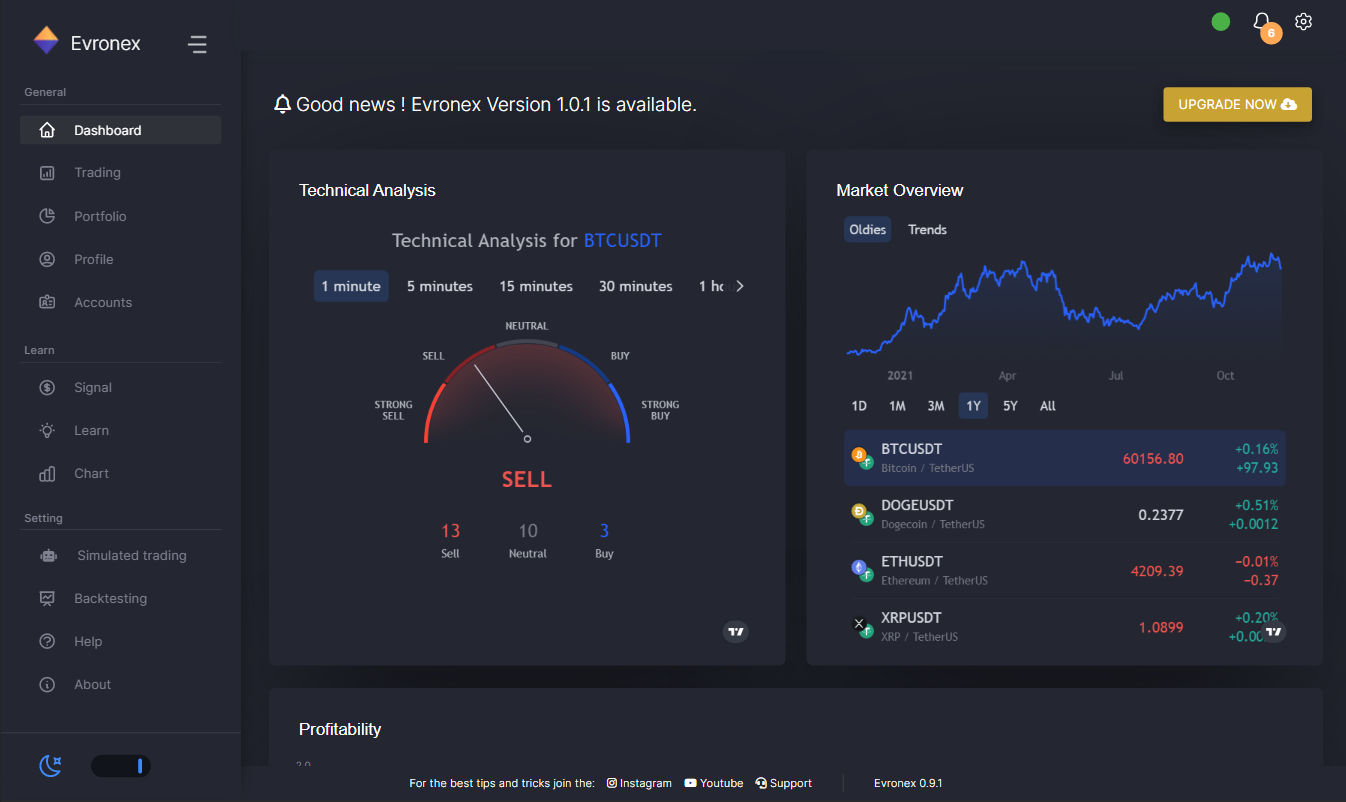 Evronex
6
General
Dashboard
Trading
Portfolio
Profile
Accounts
Learn
Signal
Learn
Chart
Setting
Simulated trading
Backtesting
Help
About
Good news ! Evronex Version 1.0.1 is available.
UPGRADE NOW
Technical Analysis
Technical Analysis for BTCUSDT
1 minute 5 minutes 15 minutes 30 minutes
NEUTRAL
SELL BUY
STRONG SELL
STRONG BUY
SELL
13 10 3
Sell Neutral Buy
Market Overview
Oldies Trends
2021 Apr Jul Oct
1D 1M 3M 1Y 5Y All
BTCUSDT
Bitcoin / TetherUS
60156.80
+0.16%
+97.93
DOGEUSDT
Dogecoin / TetherUS
0.2377
+0.51%
+0.0012
ETHUSDT
Ethereum / TetherUS
4209.39
−0.01%
−0.37
XRPUSDT
XRP / TetherUS
1.0899
+0.20%
Profitability
For the best tips and tricks join the: Instagram Youtube Support
Evronex 0.9.1